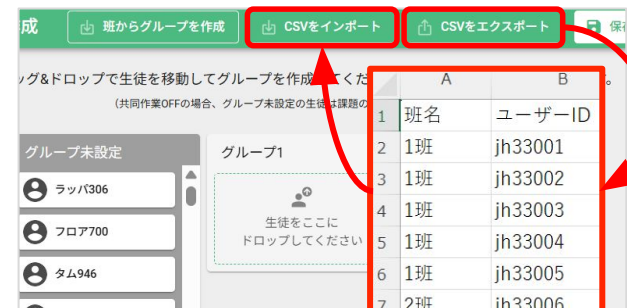 成
班からグループを作成
CSVをインポート
CSVをエクスポート
保
ッグ&ドロップで生徒を移動してグループを作成 てくだ
。
(共同作業OFFの場合、グループ未設定の生徒は課題の
グループ未設定
ラッパ306
フロア700
タム946
グループ1
生徒をここに
ドロップしてください
A B
1 班名 ユーザーID
2 1班 jh33001
3 1班 jh33002
4 1班 jh33003
5 1班 jh33004
6 1班 jh33005
7 2班 jh33006